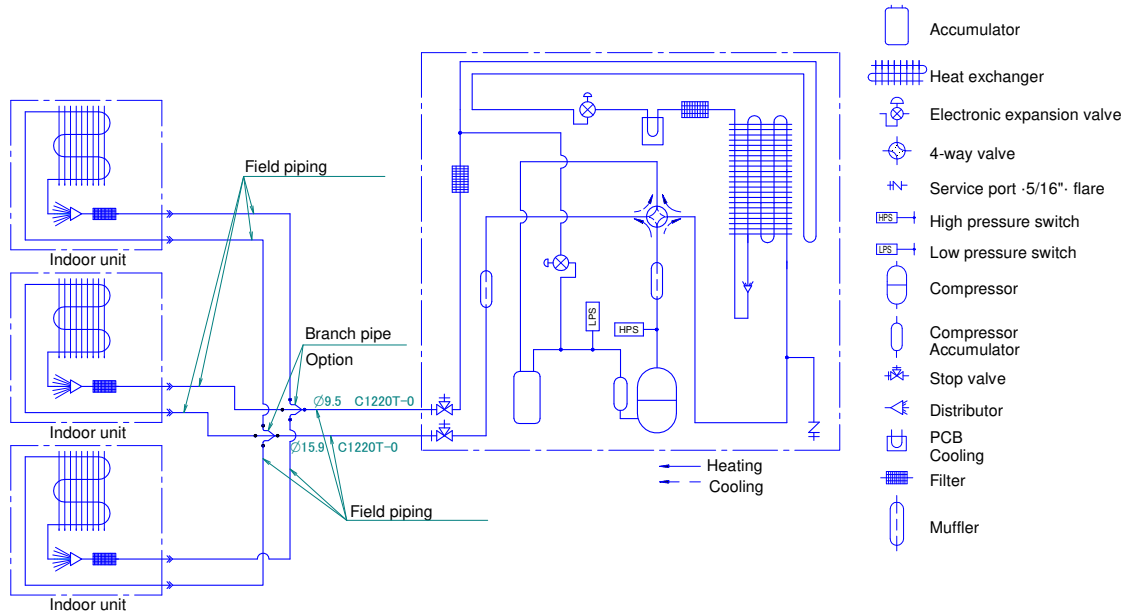 Indoor unit
Indoor unit
Indoor unit
Field piping
Branch pipe
Option
∅9.5 C1220T-0
∅15.9 C1220T-0
Field piping
LPS
HPS
Heating
Cooling
Accumulator
Heat exchanger
Electronic expansion valve
4-way valve
Service port ·5/16"· flare
HPS High pressure switch
LPS Low pressure switch
Compressor
Compressor
Accumulator
Stop valve
Distributor
PCB
Cooling
Filter
Muffler